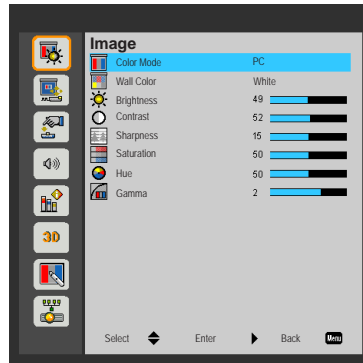 Image
Color Mode PC
Wall Color White
Brightness 49
Contrast 52
Sharpness 15
Saturation 50
Hue 50
Gamma 2
3D
Select Enter Back Menu